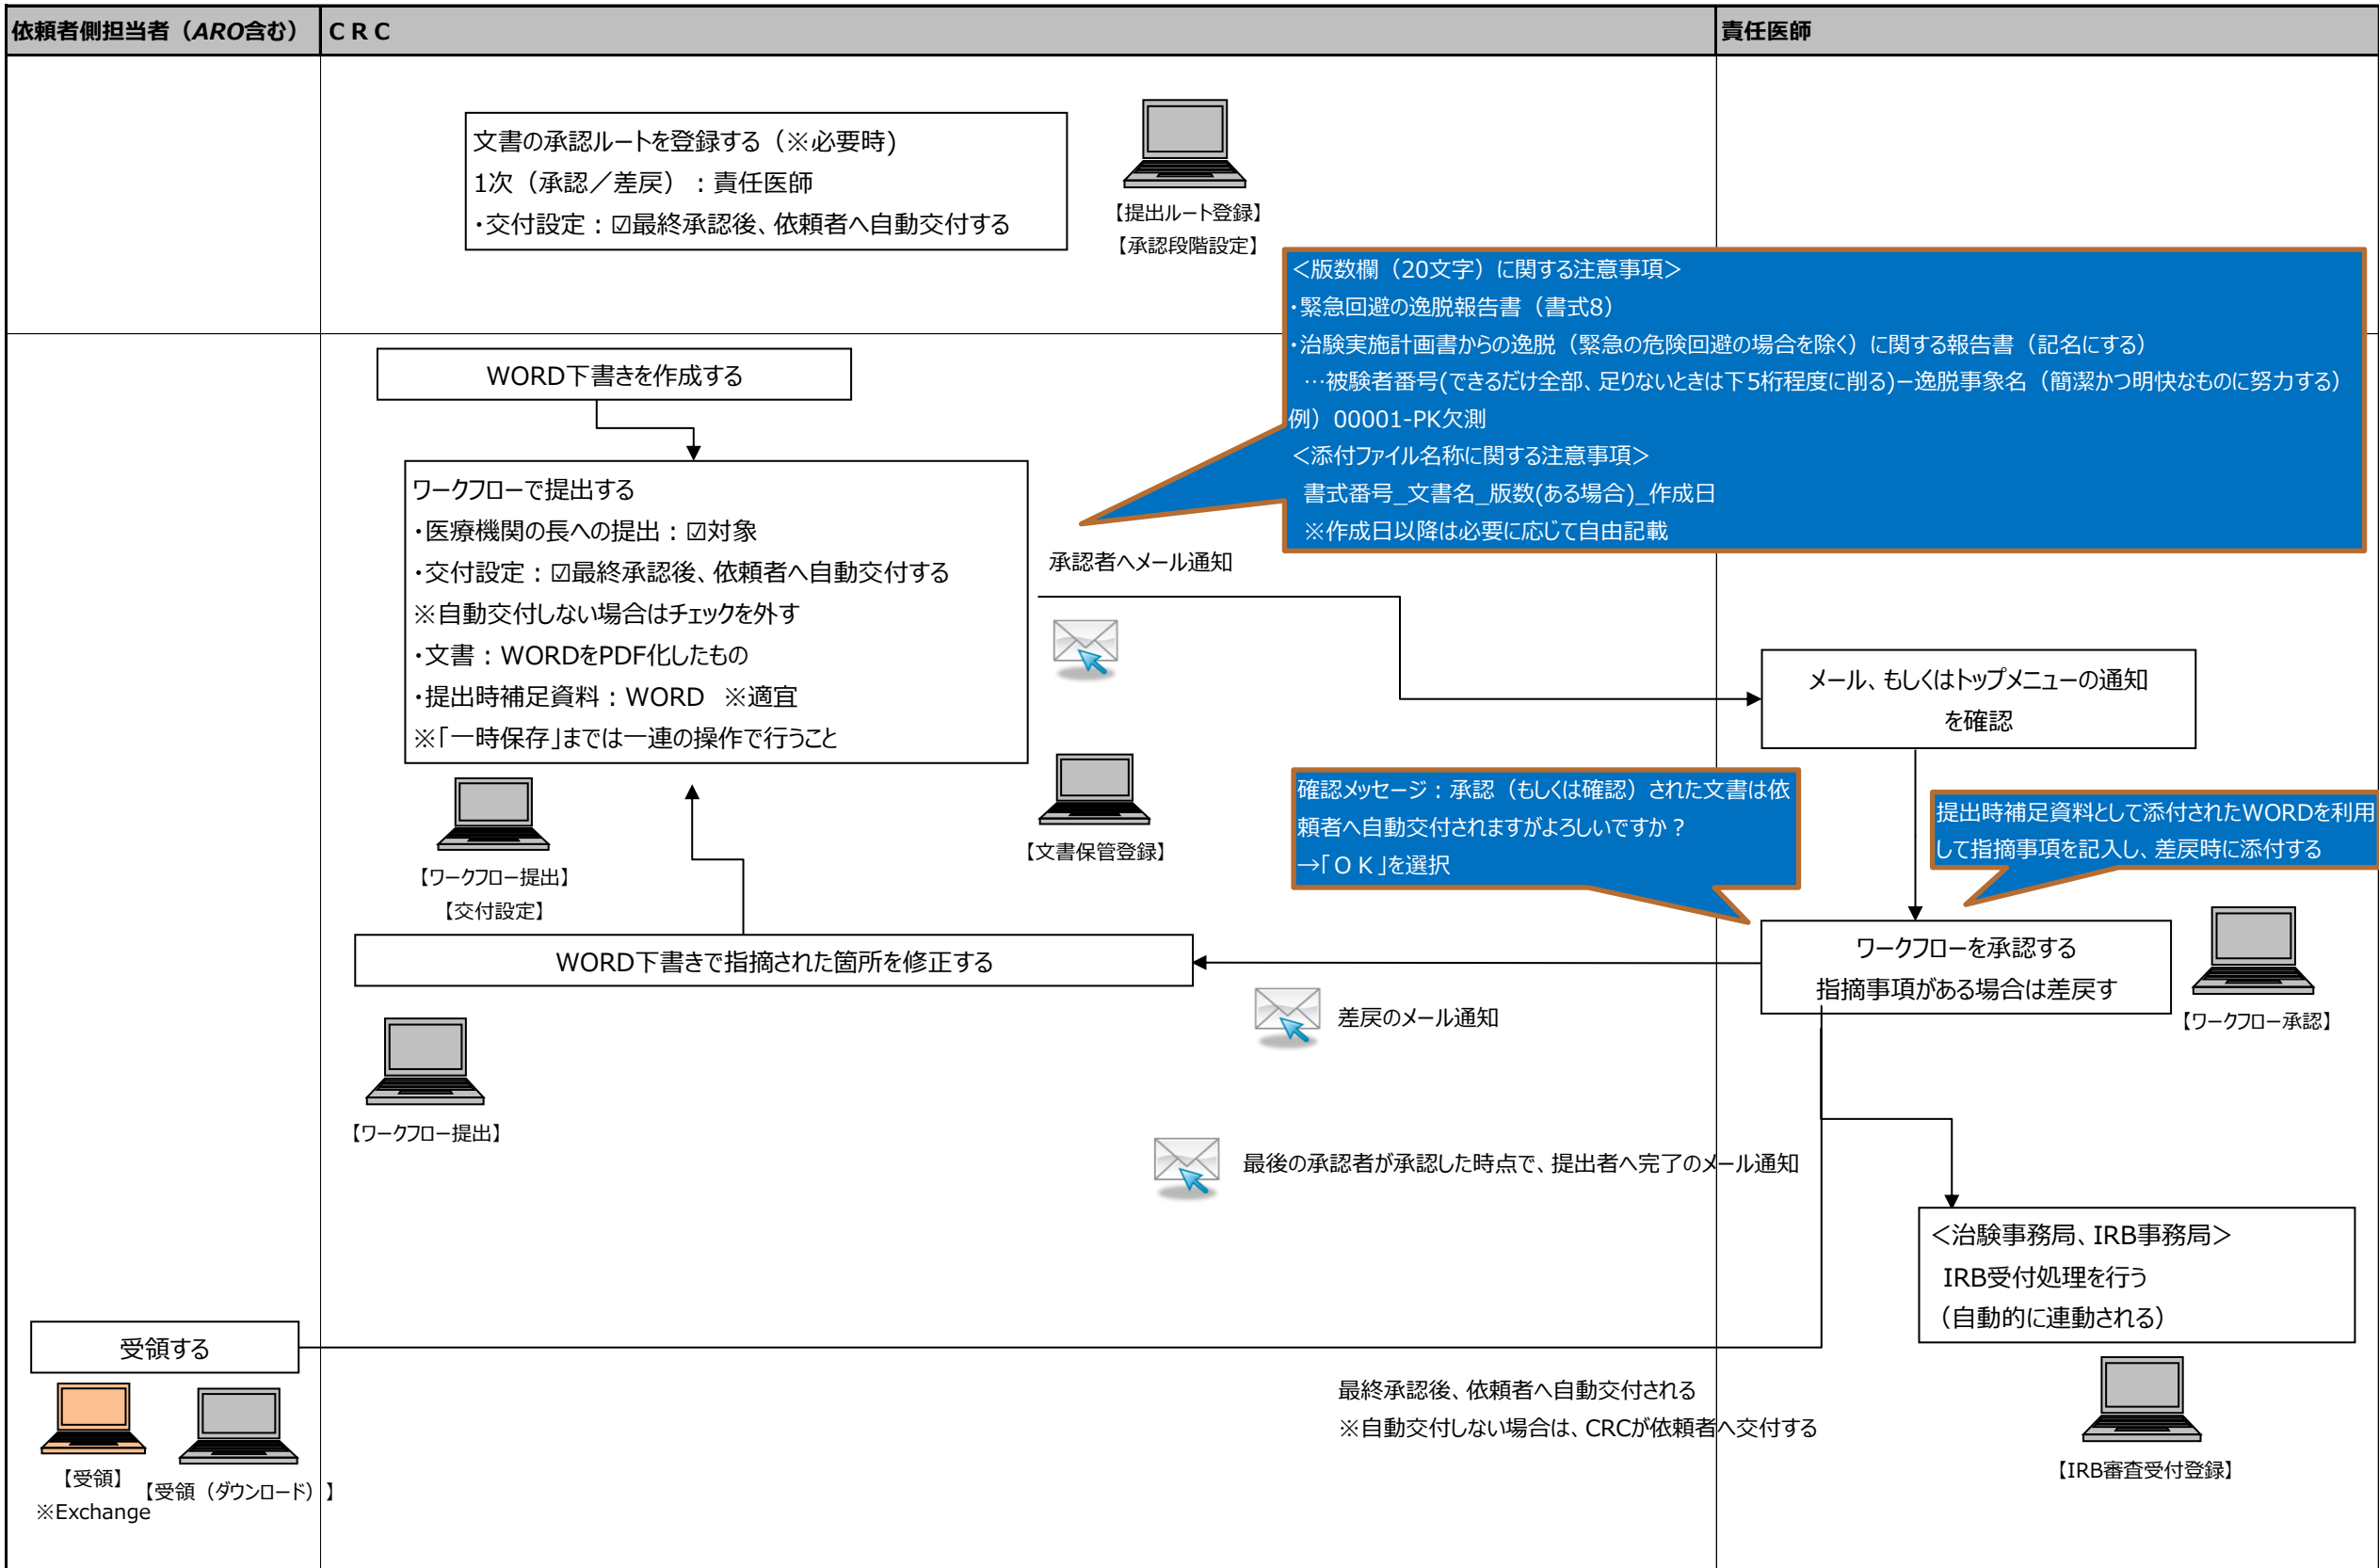 依頼者側担当者（ARO含む）
ＣＲＣ
責任医師
文書の承認ルートを登録する（※必要時)
1次（承認／差戻）：責任医師
・交付設定：☑最終承認後、依頼者へ自動交付する
【提出ルート登録】
【承認段階設定】
＜版数欄（20文字）に関する注意事項＞
・緊急回避の逸脱報告書（書式8）
・治験実施計画書からの逸脱（緊急の危険回避の場合を除く）に関する報告書（記名にする）
…被験者番号(できるだけ全部、足りないときは下5桁程度に削る)－逸脱事象名（簡潔かつ明快なものに努力する）
例）00001-PK欠測
＜添付ファイル名称に関する注意事項＞
書式番号_文書名_版数(ある場合)_作成日
※作成日以降は必要に応じて自由記載
WORD下書きを作成する
ワークフローで提出する
・医療機関の長への提出：☑対象
・交付設定：☑最終承認後、依頼者へ自動交付する
※自動交付しない場合はチェックを外す
・文書：WORDをPDF化したもの
・提出時補足資料：WORD　※適宜
※「一時保存」までは一連の操作で行うこと
承認者へメール通知
メール、もしくはトップメニューの通知
を確認
【ワークフロー提出】
【交付設定】
【文書保管登録】
確認メッセージ：承認（もしくは確認）された文書は依
頼者へ自動交付されますがよろしいですか？
→「ＯＫ」を選択
提出時補足資料として添付されたWORDを利用
して指摘事項を記入し、差戻時に添付する
WORD下書きで指摘された箇所を修正する
ワークフローを承認する
指摘事項がある場合は差戻す
【ワークフロー承認】
差戻のメール通知
【ワークフロー提出】
最後の承認者が承認した時点で、提出者へ完了のメール通知
＜治験事務局、IRB事務局＞
IRB受付処理を行う
（自動的に連動される）
受領する
最終承認後、依頼者へ自動交付される
※自動交付しない場合は、CRCが依頼者へ交付する
【受領】
※Exchange
【受領（ダウンロード）】
【IRB審査受付登録】